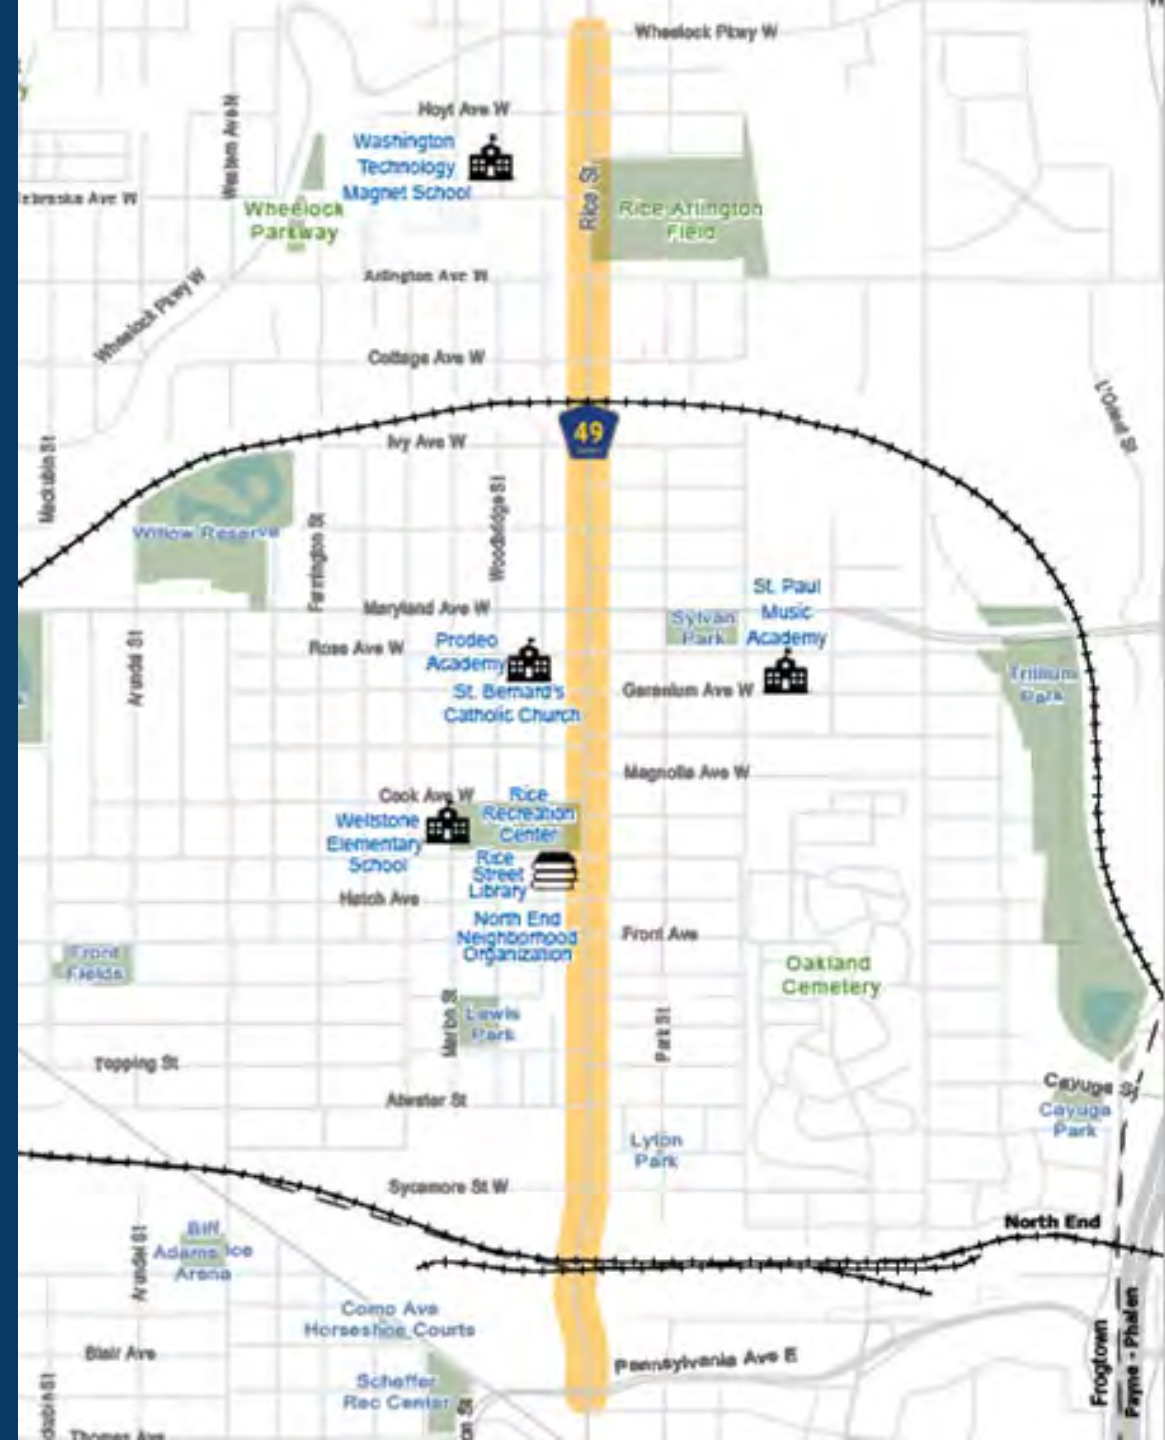 Wheelock Pkwy W
Hoyt Ave W
Western Ave N
Washington
Technology
Magnet School
Rice St
Wheelock
Parkway
Rice Arlington
Field
Arlington Ave W
Wheelock Pkwy W
Cottage Ave W
49
Ivy Ave W
Mackubin St
Woodbridge St
Willow Reserve
Farrington St
Maryland Ave W
St. Paul
Music
Academy
Sylvan
Park
Rose Ave W
Prodeo
Academy
Arundel St
St. Bernard's
Catholic Church
Geranium Ave W
Trillium
Park
Magnolia Ave W
Cook Ave W
Rice
Recreation
Center
Wellstone
Elementary
School
Rice
Street
Library
Hatch Ave
North End
Neighborhood
Organization
Front Ave
Front
Fields
Oakland
Cemetery
Marion St
Lewis
Park
Park St
Topping St
Cayuga St
Atwater St
Cayuga
Park
Lyton
Park
Sycamore St W
North End
Biff
Adams Ice
Arena
Arundel St
Como Ave
Horseshoe Courts
Blair Ave
Pennsylvania Ave E
Frogtown
Payne - Phalen
Scheffer
Rec Center
Thomas Ave